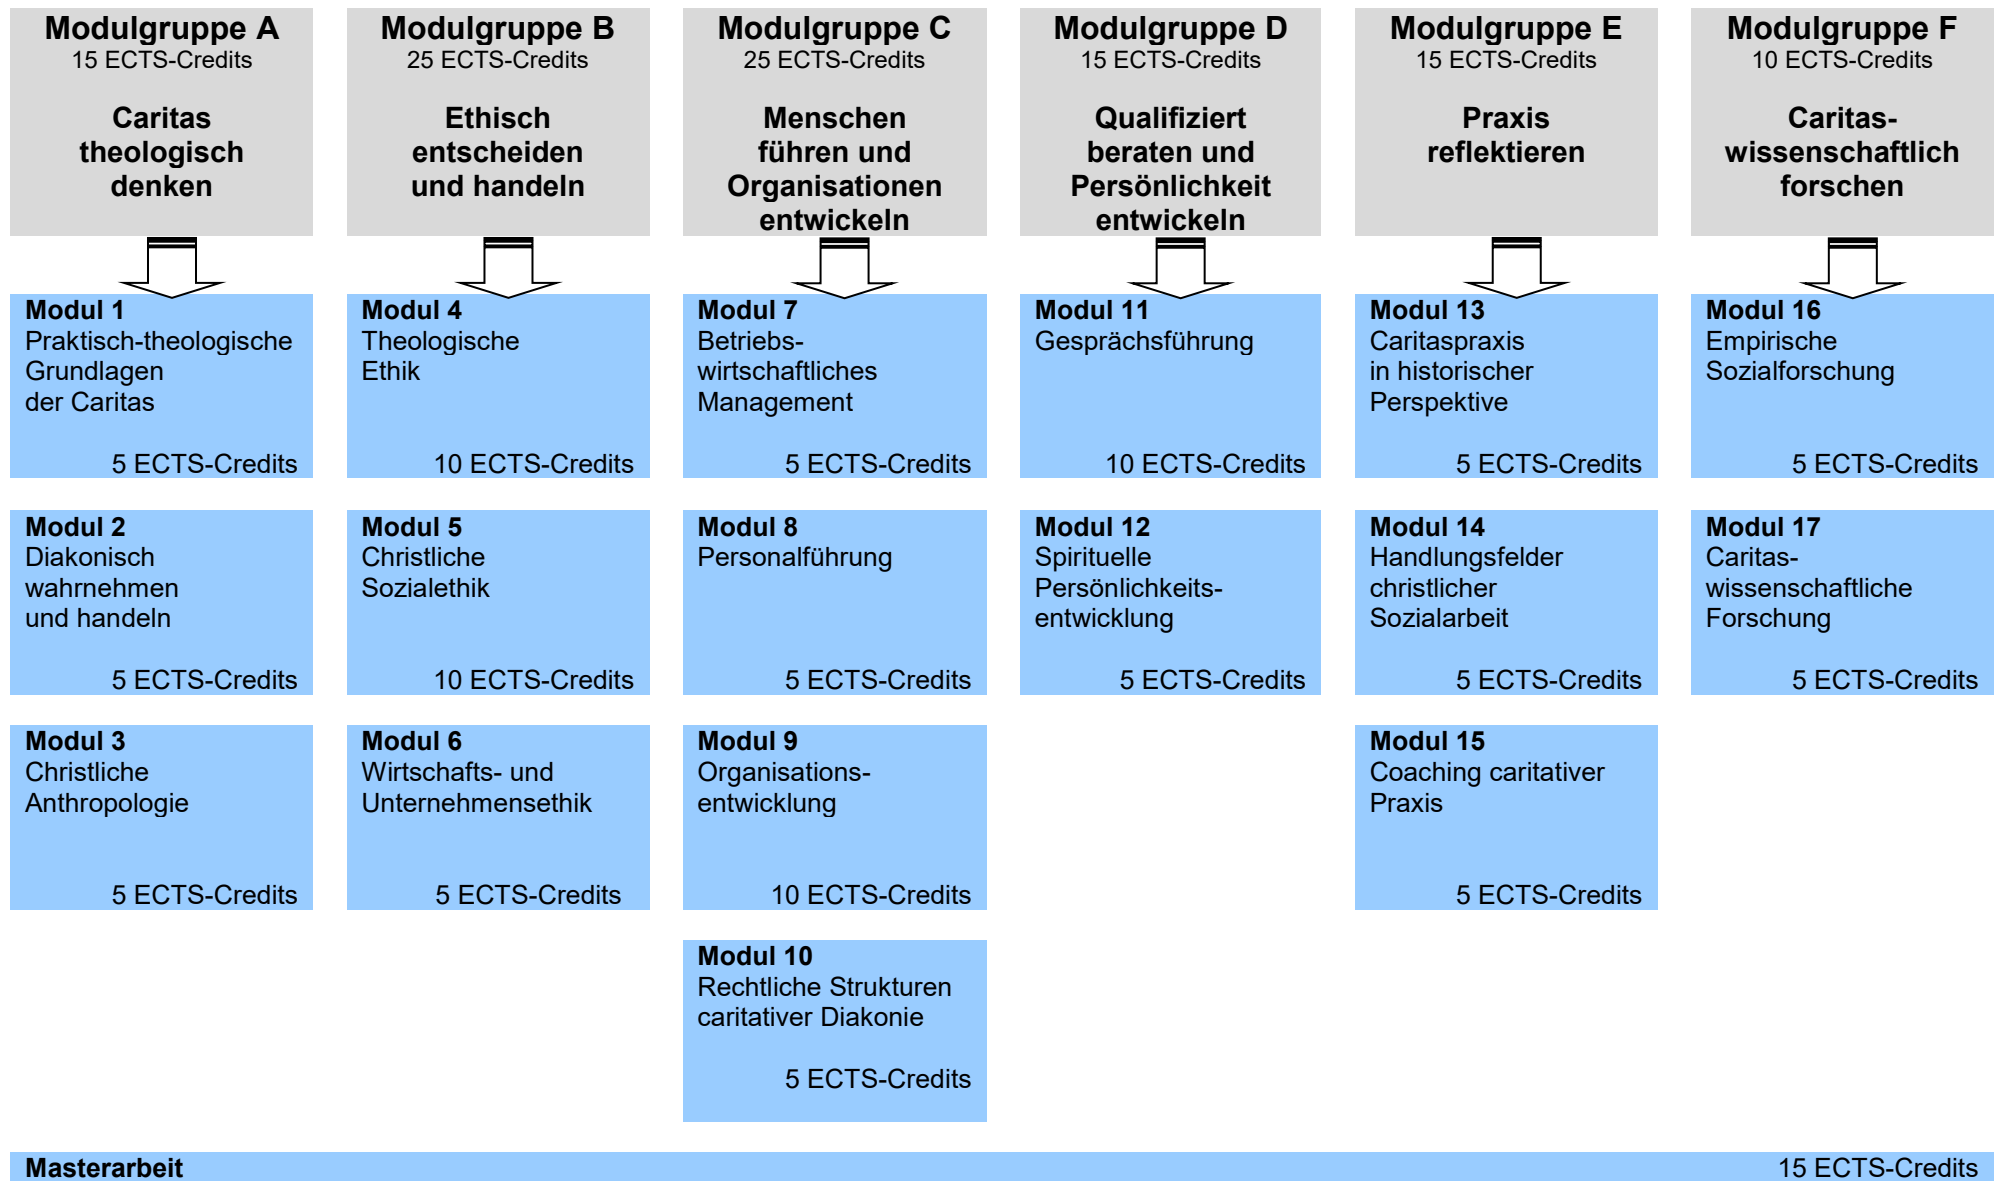 Modulgruppe A
15 ECTS-Credits
Caritas
theologisch
denken
Modulgruppe B
25 ECTS-Credits
Ethisch
entscheiden
und handeln
Modulgruppe C
25 ECTS-Credits
Menschen
führen und
Organisationen
entwickeln
Modulgruppe D
15 ECTS-Credits
Qualifiziert
beraten und
Persönlichkeit
entwickeln
Modulgruppe E
15 ECTS-Credits
Praxis
reflektieren
Modulgruppe F
10 ECTS-Credits
Caritas-
wissenschaftlich
forschen
Modul 1
Praktisch-theologische
Grundlagen
der Caritas
5 ECTS-Credits
Modul 4
Theologische
Ethik
10 ECTS-Credits
Modul 7
Betriebs-
wirtschaftliches
Management
5 ECTS-Credits
Modul 11
Gesprächsführung
10 ECTS-Credits
Modul 13
Caritaspraxis
in historischer
Perspektive
5 ECTS-Credits
Modul 16
Empirische
Sozialforschung
5 ECTS-Credits
Modul 2
Diakonisch
wahrnehmen
und handeln
5 ECTS-Credits
Modul 5
Christliche
Sozialethik
10 ECTS-Credits
Modul 8
Personalführung
5 ECTS-Credits
Modul 12
Spirituelle
Persönlichkeits-
entwicklung
5 ECTS-Credits
Modul 14
Handlungsfelder
christlicher
Sozialarbeit
5 ECTS-Credits
Modul 17
Caritas-
wissenschaftliche
Forschung
5 ECTS-Credits
Modul 3
Christliche
Anthropologie
5 ECTS-Credits
Modul 6
Wirtschafts- und
Unternehmensethik
5 ECTS-Credits
Modul 9
Organisations-
entwicklung
10 ECTS-Credits
Modul 15
Coaching caritativer
Praxis
5 ECTS-Credits
Modul 10
Rechtliche Strukturen
caritativer Diakonie
5 ECTS-Credits
Masterarbeit 15 ECTS-Credits